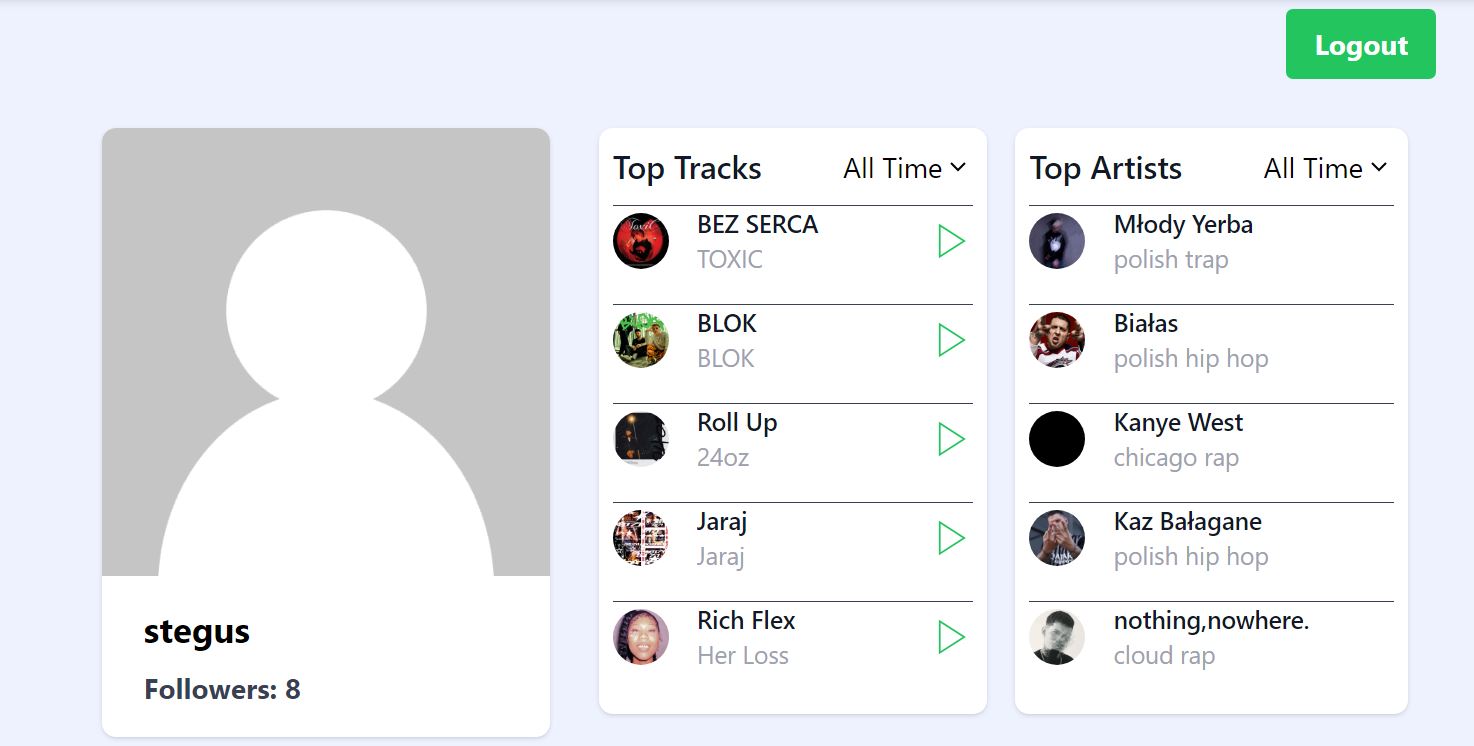 Logout
stegus
Followers: 8
Top Tracks
All Time
BEZ SERCA
TOXIC
BLOK
BLOK
Roll Up
24oz
Jaraj
Jaraj
Rich Flex
Her Loss
Top Artists
All Time
Młody Yerba
polish trap
Białas
polish hip hop
Kanye West
chicago rap
Kaz Bałagane
polish hip hop
nothing,nowhere.
cloud rap